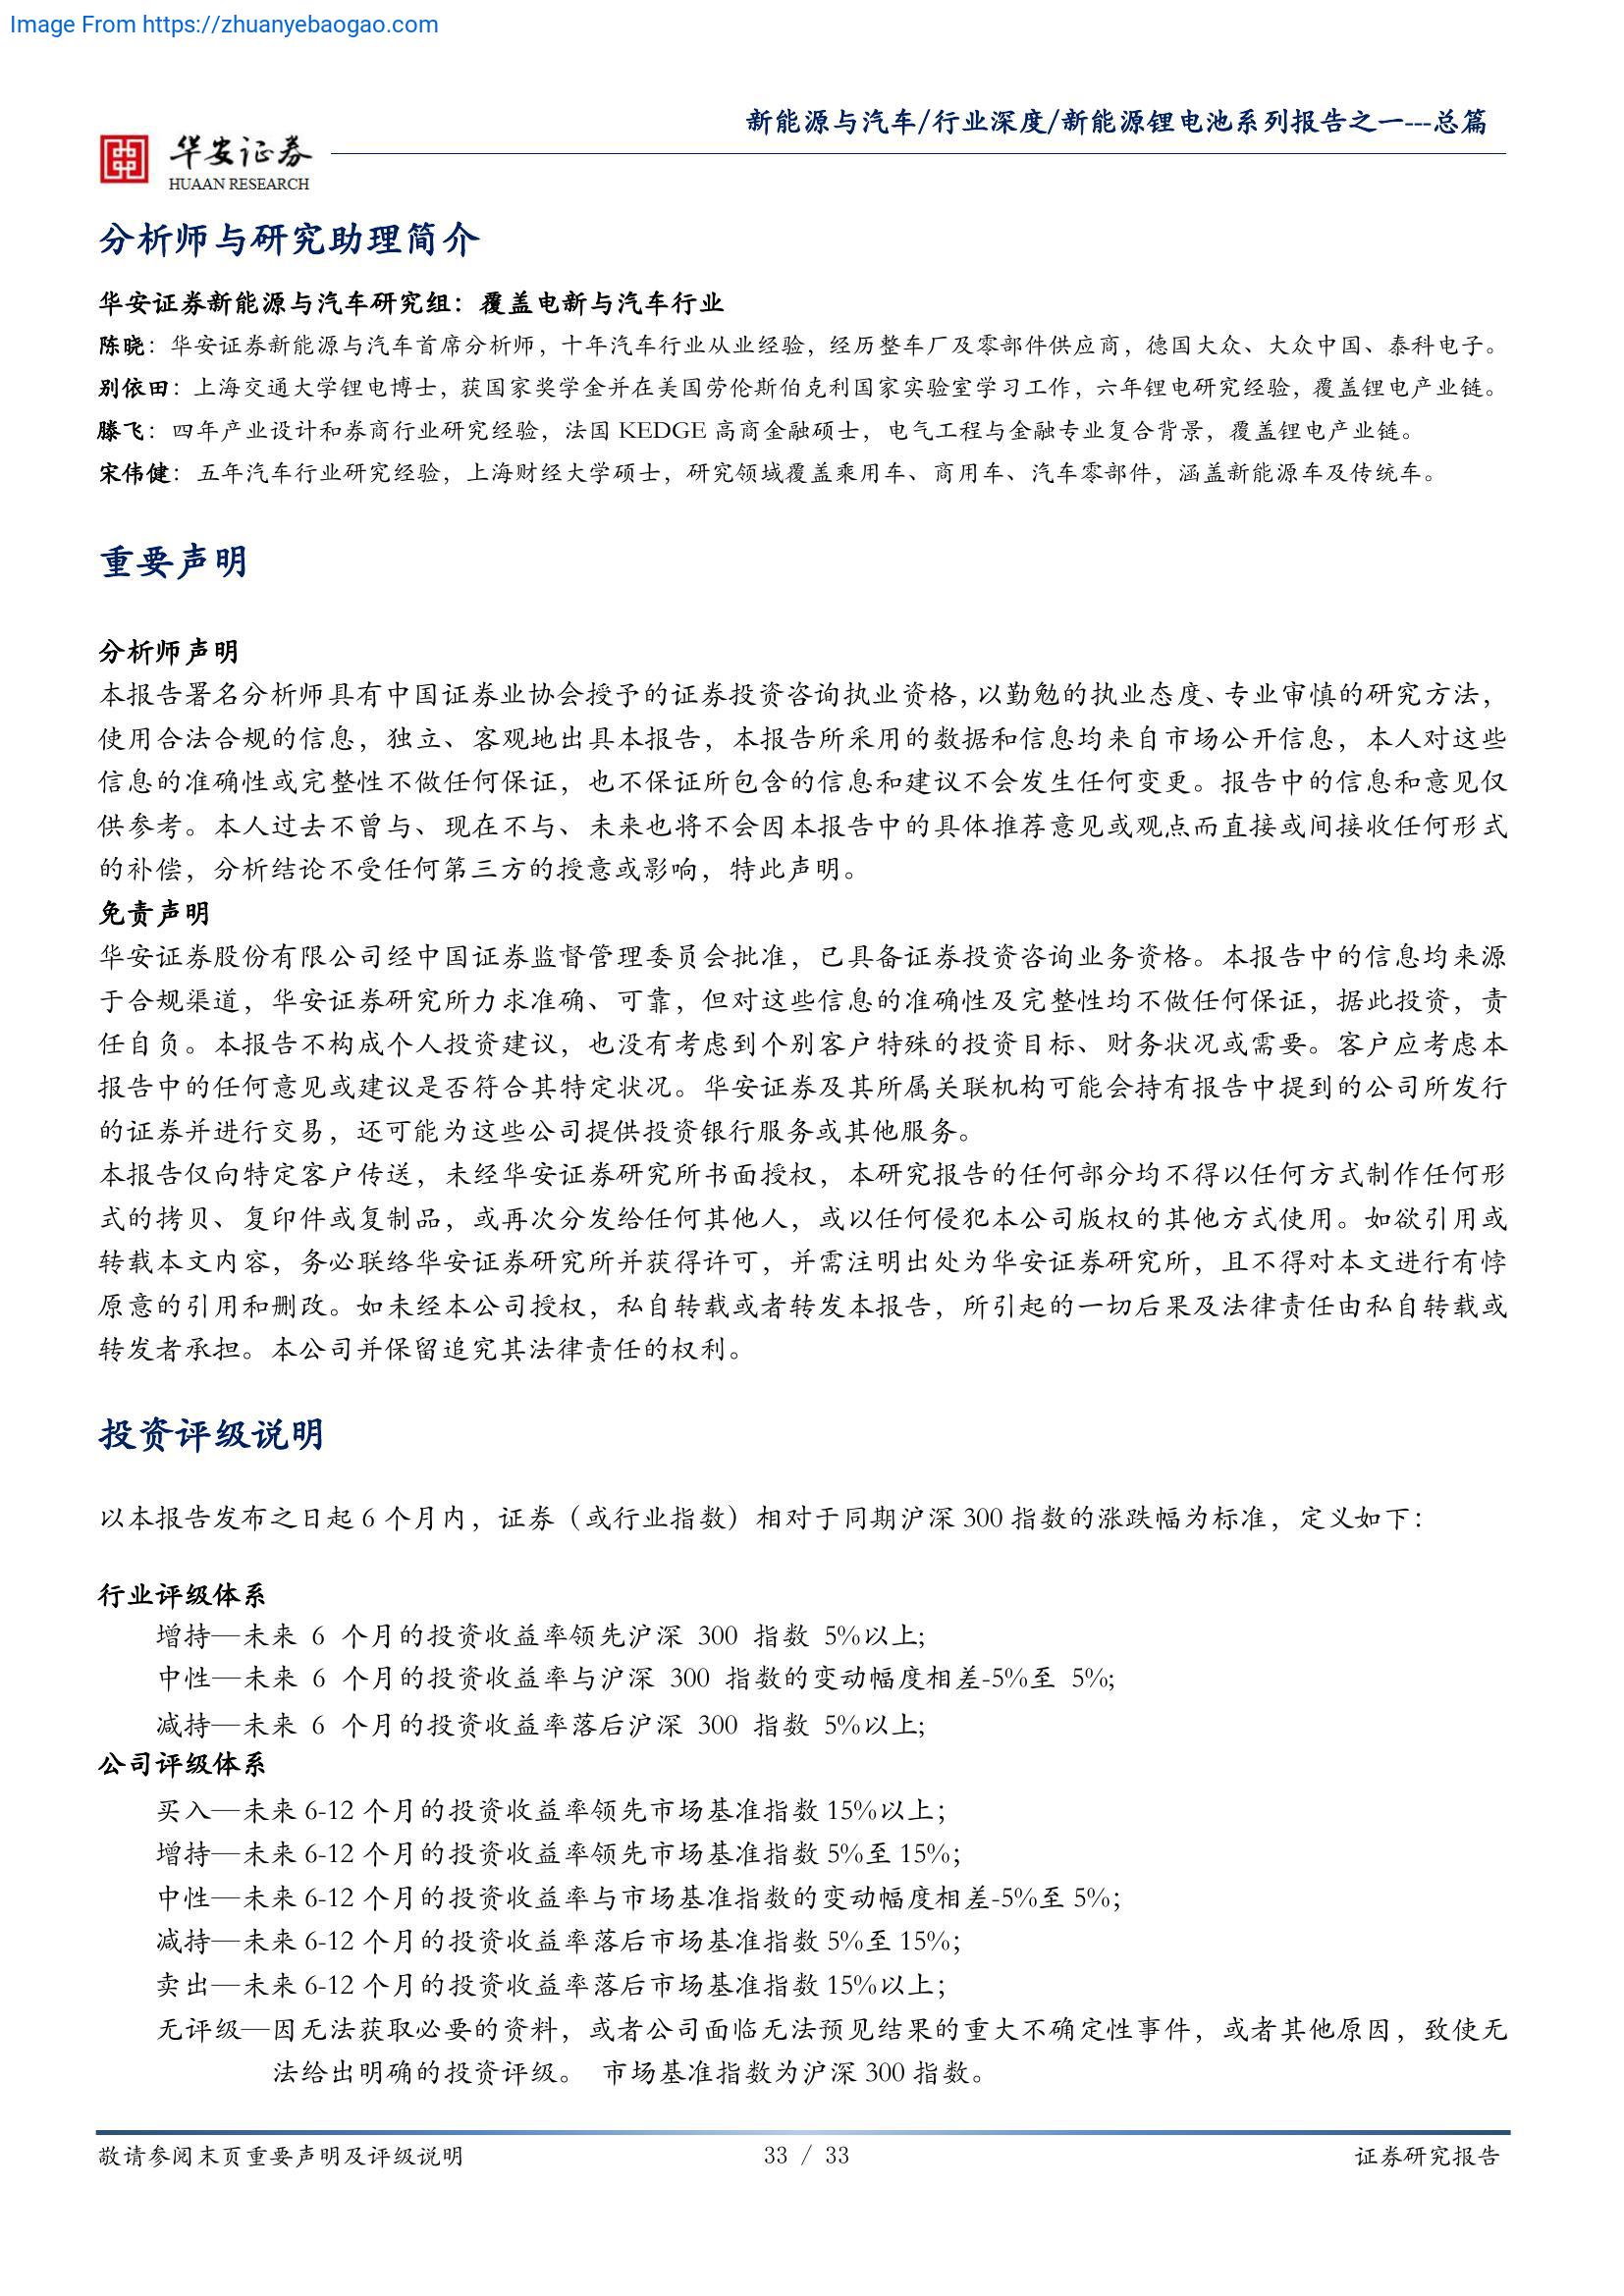 Image From https://zhuanyebaogao.com
新能源与汽车/行业深度/新能源锂电池系列报告之一---总篇
华安证券
HUAAN RESEARCH
分析师与研究助理简介
华安证券新能源与汽车研究组：覆盖电新与汽车行业
陈晓：华安证券新能源与汽车首席分析师，十年汽车行业从业经验，经历整车厂及零部件供应商，德国大众、大众中国、泰科电子。
别依田：上海交通大学锂电博士，获国家奖学金并在美国劳伦斯伯克利国家实验室学习工作，六年锂电研究经验，覆盖锂电产业链。
滕飞：四年产业设计和券商行业研究经验，法国 KEDGE 高商金融硕士，电气工程与金融专业复合背景，覆盖锂电产业链。
宋伟健：五年汽车行业研究经验，上海财经大学硕士，研究领域覆盖乘用车、商用车、汽车零部件，涵盖新能源车及传统车。
重要声明
分析师声明
本报告署名分析师具有中国证券业协会授予的证券投资咨询执业资格，以勤勉的执业态度、专业审慎的研究方法，
使用合法合规的信息，独立、客观地出具本报告，本报告所采用的数据和信息均来自市场公开信息，本人对这些
信息的准确性或完整性不做任何保证，也不保证所包含的信息和建议不会发生任何变更。报告中的信息和意见仅
供参考。本人过去不曾与、现在不与、未来也将不会因本报告中的具体推荐意见或观点而直接或间接收任何形式
的补偿，分析结论不受任何第三方的授意或影响，特此声明。
免责声明
华安证券股份有限公司经中国证券监督管理委员会批准，已具备证券投资咨询业务资格。本报告中的信息均来源
于合规渠道，华安证券研究所力求准确、可靠，但对这些信息的准确性及完整性均不做任何保证，据此投资，责
任自负。本报告不构成个人投资建议，也没有考虑到个别客户特殊的投资目标、财务状况或需要。客户应考虑本
报告中的任何意见或建议是否符合其特定状况。华安证券及其所属关联机构可能会持有报告中提到的公司所发行
的证券并进行交易，还可能为这些公司提供投资银行服务或其他服务。
本报告仅向特定客户传送，未经华安证券研究所书面授权，本研究报告的任何部分均不得以任何方式制作任何形
式的拷贝、复印件或复制品，或再次分发给任何其他人，或以任何侵犯本公司版权的其他方式使用。如欲引用或
转载本文内容，务必联络华安证券研究所并获得许可，并需注明出处为华安证券研究所，且不得对本文进行有悖
原意的引用和删改。如未经本公司授权，私自转载或者转发本报告，所引起的一切后果及法律责任由私自转载或
转发者承担。本公司并保留追究其法律责任的权利。
投资评级说明
以本报告发布之日起 6 个月内，证券（或行业指数）相对于同期沪深 300 指数的涨跌幅为标准，定义如下：
行业评级体系
增持—未来 6 个月的投资收益率领先沪深 300 指数 5%以上;
中性—未来 6 个月的投资收益率与沪深 300 指数的变动幅度相差-5%至 5%;
减持—未来 6 个月的投资收益率落后沪深 300 指数 5%以上;
公司评级体系
买入—未来 6-12 个月的投资收益率领先市场基准指数 15%以上；
增持—未来 6-12 个月的投资收益率领先市场基准指数 5%至 15%；
中性—未来 6-12 个月的投资收益率与市场基准指数的变动幅度相差-5%至 5%；
减持—未来 6-12 个月的投资收益率落后市场基准指数 5%至 15%；
卖出—未来 6-12 个月的投资收益率落后市场基准指数 15%以上；
无评级—因无法获取必要的资料，或者公司面临无法预见结果的重大不确定性事件，或者其他原因，致使无
法给出明确的投资评级。 市场基准指数为沪深 300 指数。
敬请参阅末页重要声明及评级说明
33 / 33
证券研究报告